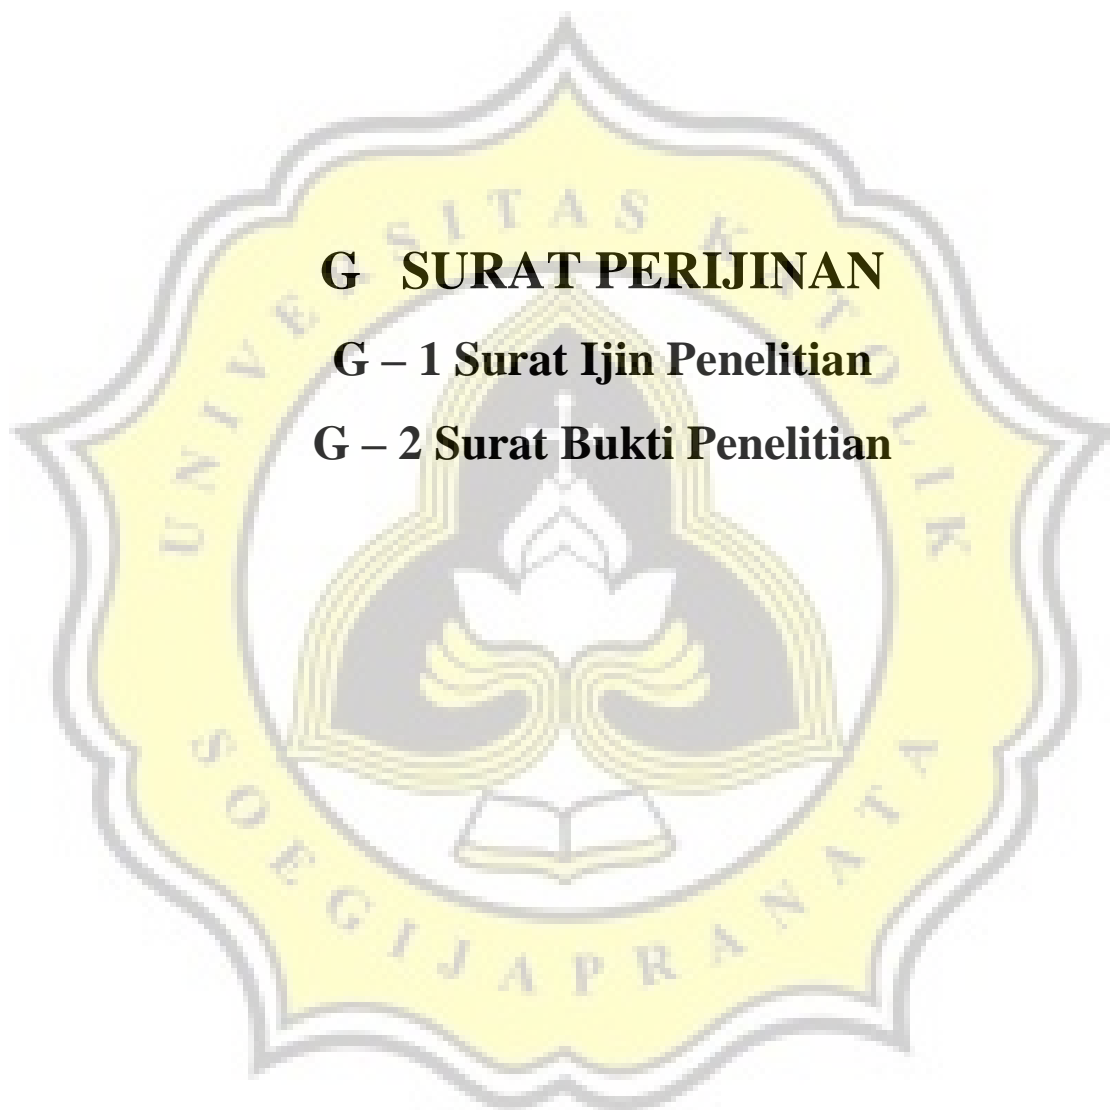 G SURAT PERIJINAN
G – 1 Surat Ijin Penelitian
G – 2 Surat Bukti Penelitian
UNIVERSITAS KATOLIK
SOEGIJAPRANATA